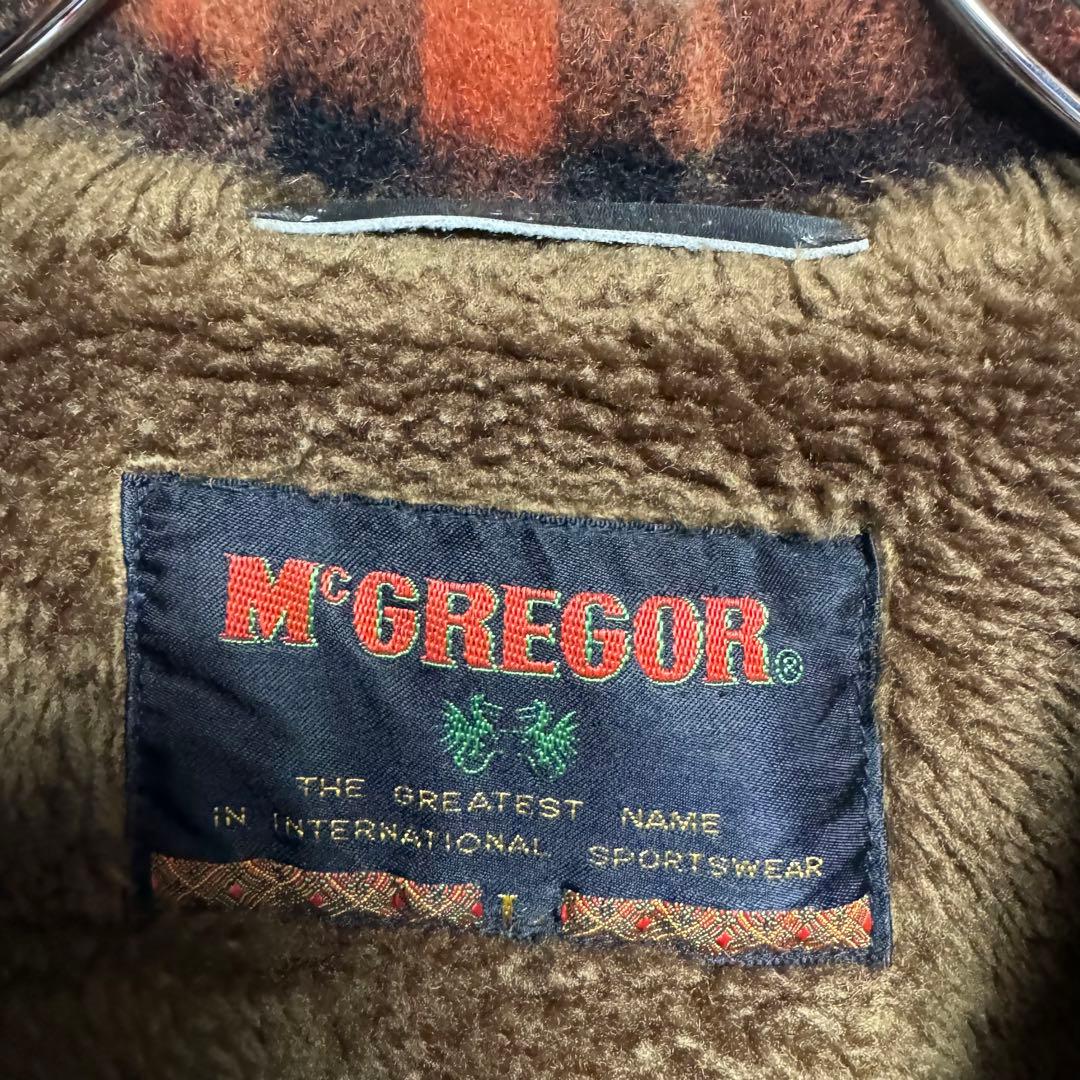 McGREGOR®
THE GREATEST NAME
IN INTERNATIONAL SPORTSWEAR
L